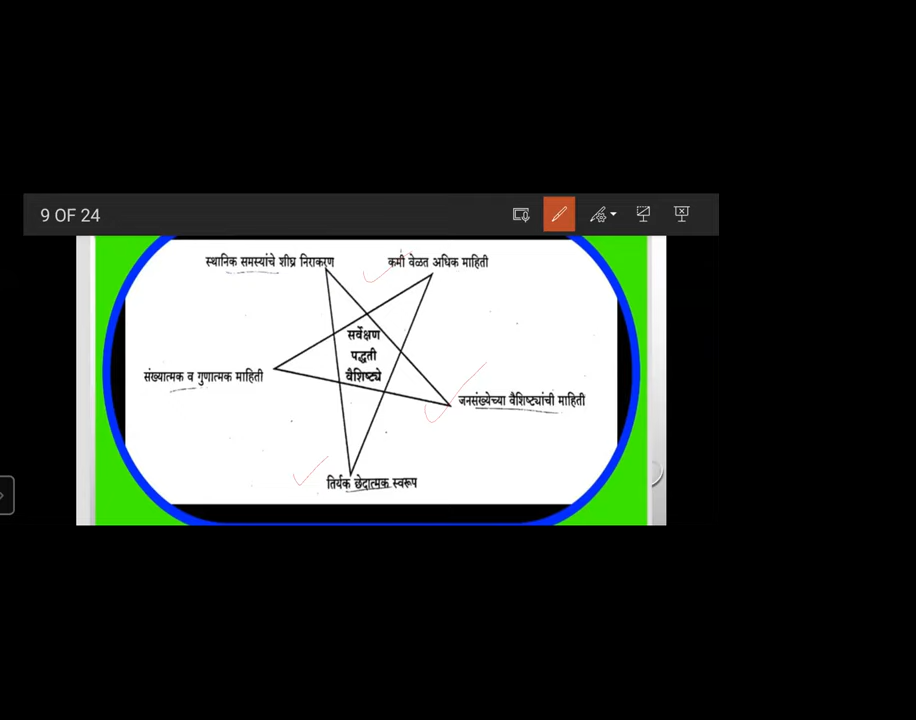 9 OF 24
स्थानिक समस्यांचे शीघ्र निराकरण
कमी वेळत अधिक माहिती
सर्वेक्षण
पद्धती
वैशिष्ट्ये
संख्यात्मक व गुणात्मक माहिती
जनसंख्येच्या वैशिष्ट्यांची माहिती
तिर्यक छेदात्मक स्वरूप